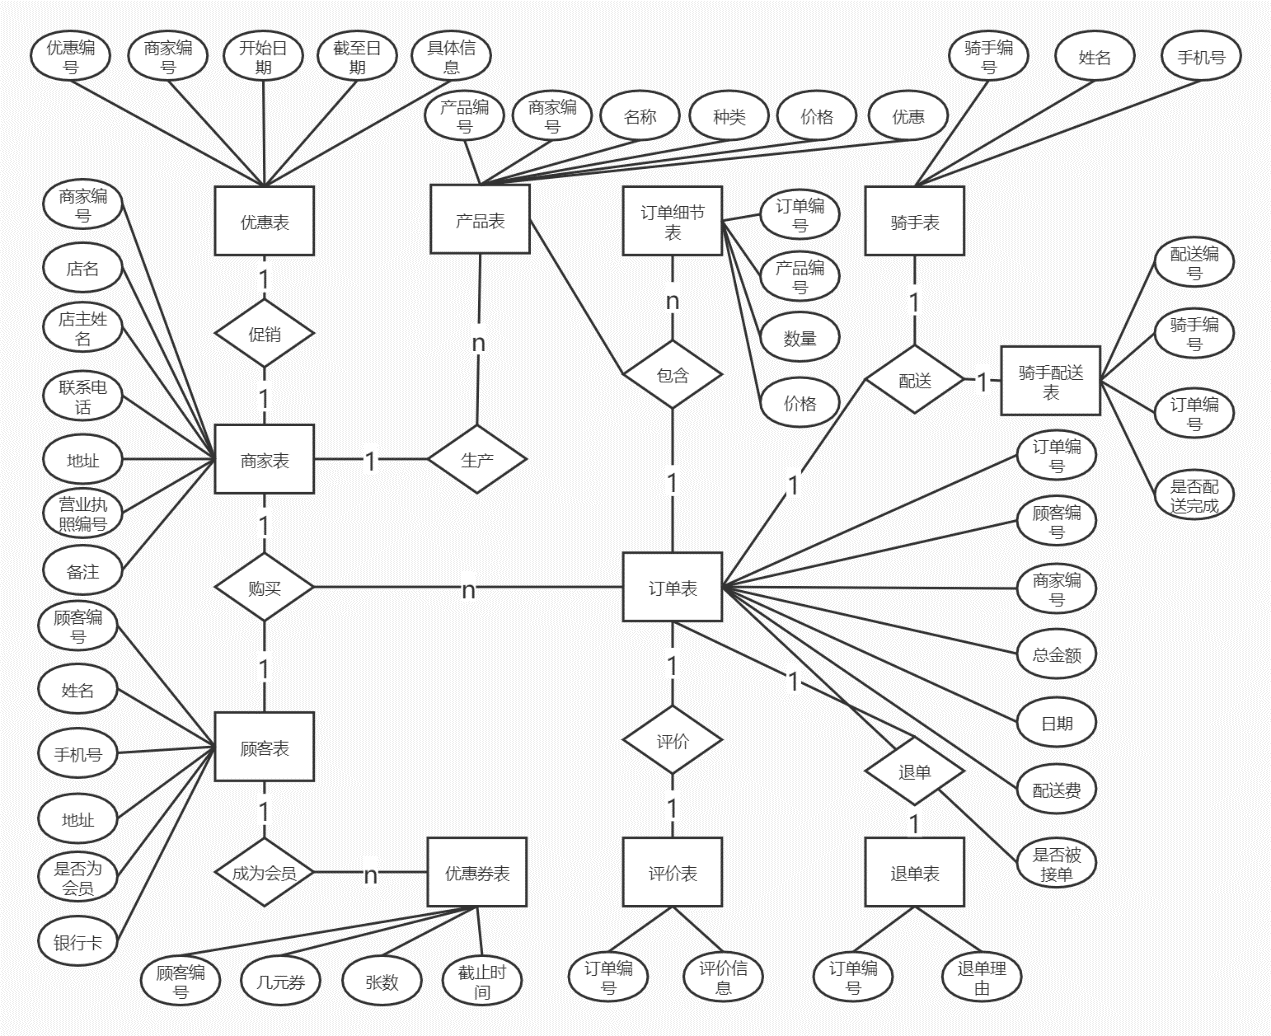 优惠编
号
商家编
号
开始日
期
截至日
期
具体信
息
骑手编
号
姓名
手机号
产品编
号
商家编
号
名称
种类
价格
优惠
商家编
号
店名
店主姓
名
联系电
话
地址
营业执
照编号
备注
优惠表
产品表
订单细节
表
骑手表
订单编
号
产品编
号
数量
价格
配送编
号
骑手编
号
订单编
号
是否配
送完成
1
促销
1
n
n
包含
1
配送
1
骑手配送
表
商家表
1
生产
1
1
1
购买
n
订单表
订单编
号
顾客编
号
商家编
号
总金额
日期
配送费
是否被
接单
顾客编
号
姓名
手机号
地址
是否为
会员
银行卡
1
顾客表
1
1
评价
退单
1
成为会员
n
优惠券表
1
评价表
1
退单表
顾客编
号
几元券
张数
截止时
间
订单编
号
评价信
息
订单编
号
退单理
由